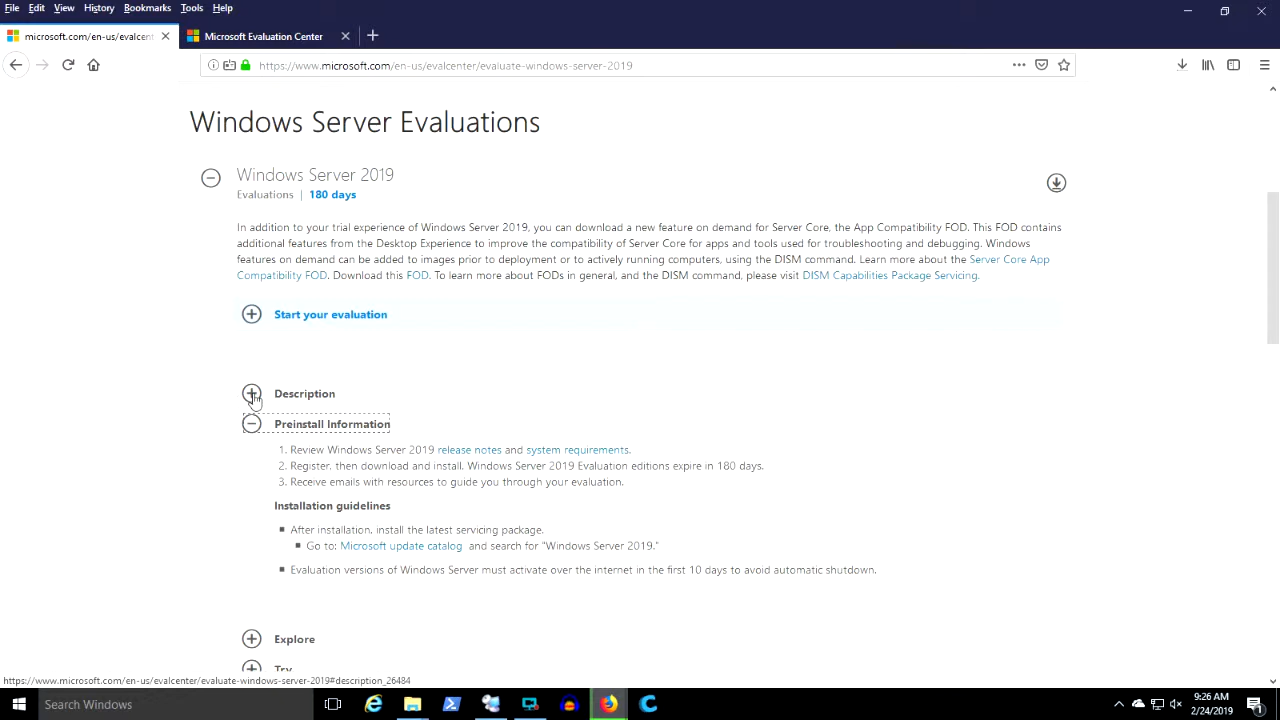 File Edit View History Bookmarks Tools Help
microsoft.com/en-us/evalcent
Microsoft Evaluation Center
https://www.microsoft.com/en-us/evalcenter/evaluate-windows-server-2019
Windows Server Evaluations
Windows Server 2019
Evaluations | 180 days
In addition to your trial experience of Windows Server 2019, you can download a new feature on demand for Server Core, the App Compatibility FOD. This FOD contains
additional features from the Desktop Experience to improve the compatibility of Server Core for apps and tools used for troubleshooting and debugging. Windows
features on demand can be added to images prior to deployment or to actively running computers, using the DISM command. Learn more about the Server Core App
Compatibility FOD. Download this FOD. To learn more about FODs in general, and the DISM command, please visit DISM Capabilities Package Servicing.
Start your evaluation
Description
Preinstall Information
1. Review Windows Server 2019 release notes and system requirements.
2. Register, then download and install. Windows Server 2019 Evaluation editions expire in 180 days.
3. Receive emails with resources to guide you through your evaluation.
Installation guidelines
After installation, install the latest servicing package.
Go to: Microsoft update catalog and search for "Windows Server 2019."
Evaluation versions of Windows Server must activate over the internet in the first 10 days to avoid automatic shutdown.
Explore
Try
https://www.microsoft.com/en-us/evalcenter/evaluate-windows-server-2019#description_26484
Search Windows
9:26 AM
2/24/2019